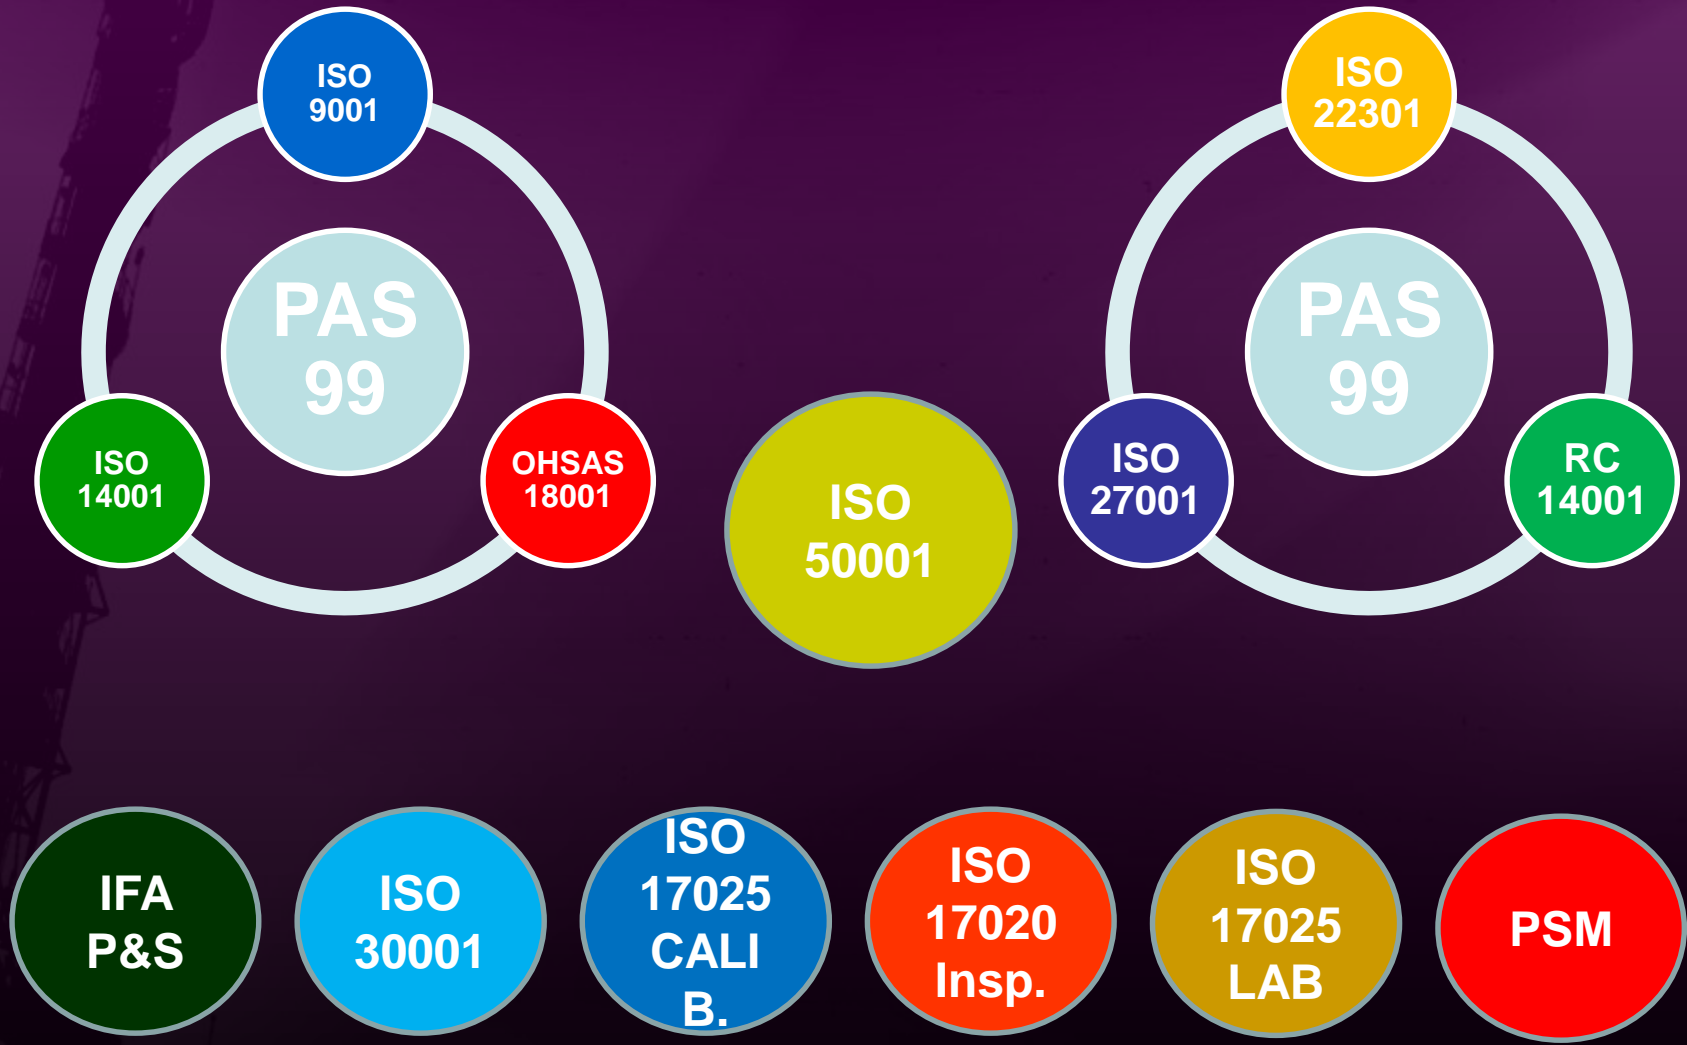 ISO
9001
PAS
99
ISO
14001
OHSAS
18001
ISO
22301
PAS
99
ISO
27001
RC
14001
ISO
50001
IFA
P&S
ISO
30001
ISO
17025
CALI
B.
ISO
17020
Insp.
ISO
17025
LAB
PSM